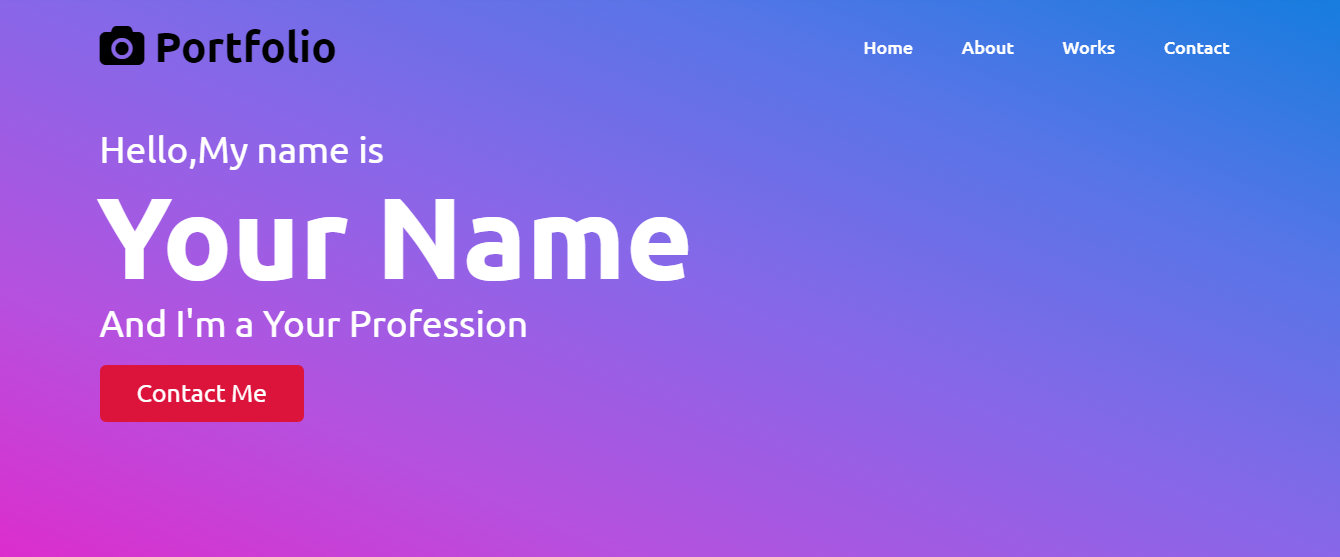 Portfolio
Home About Works Contact
Hello,My name is
Your Name
And I'm a Your Profession
Contact Me